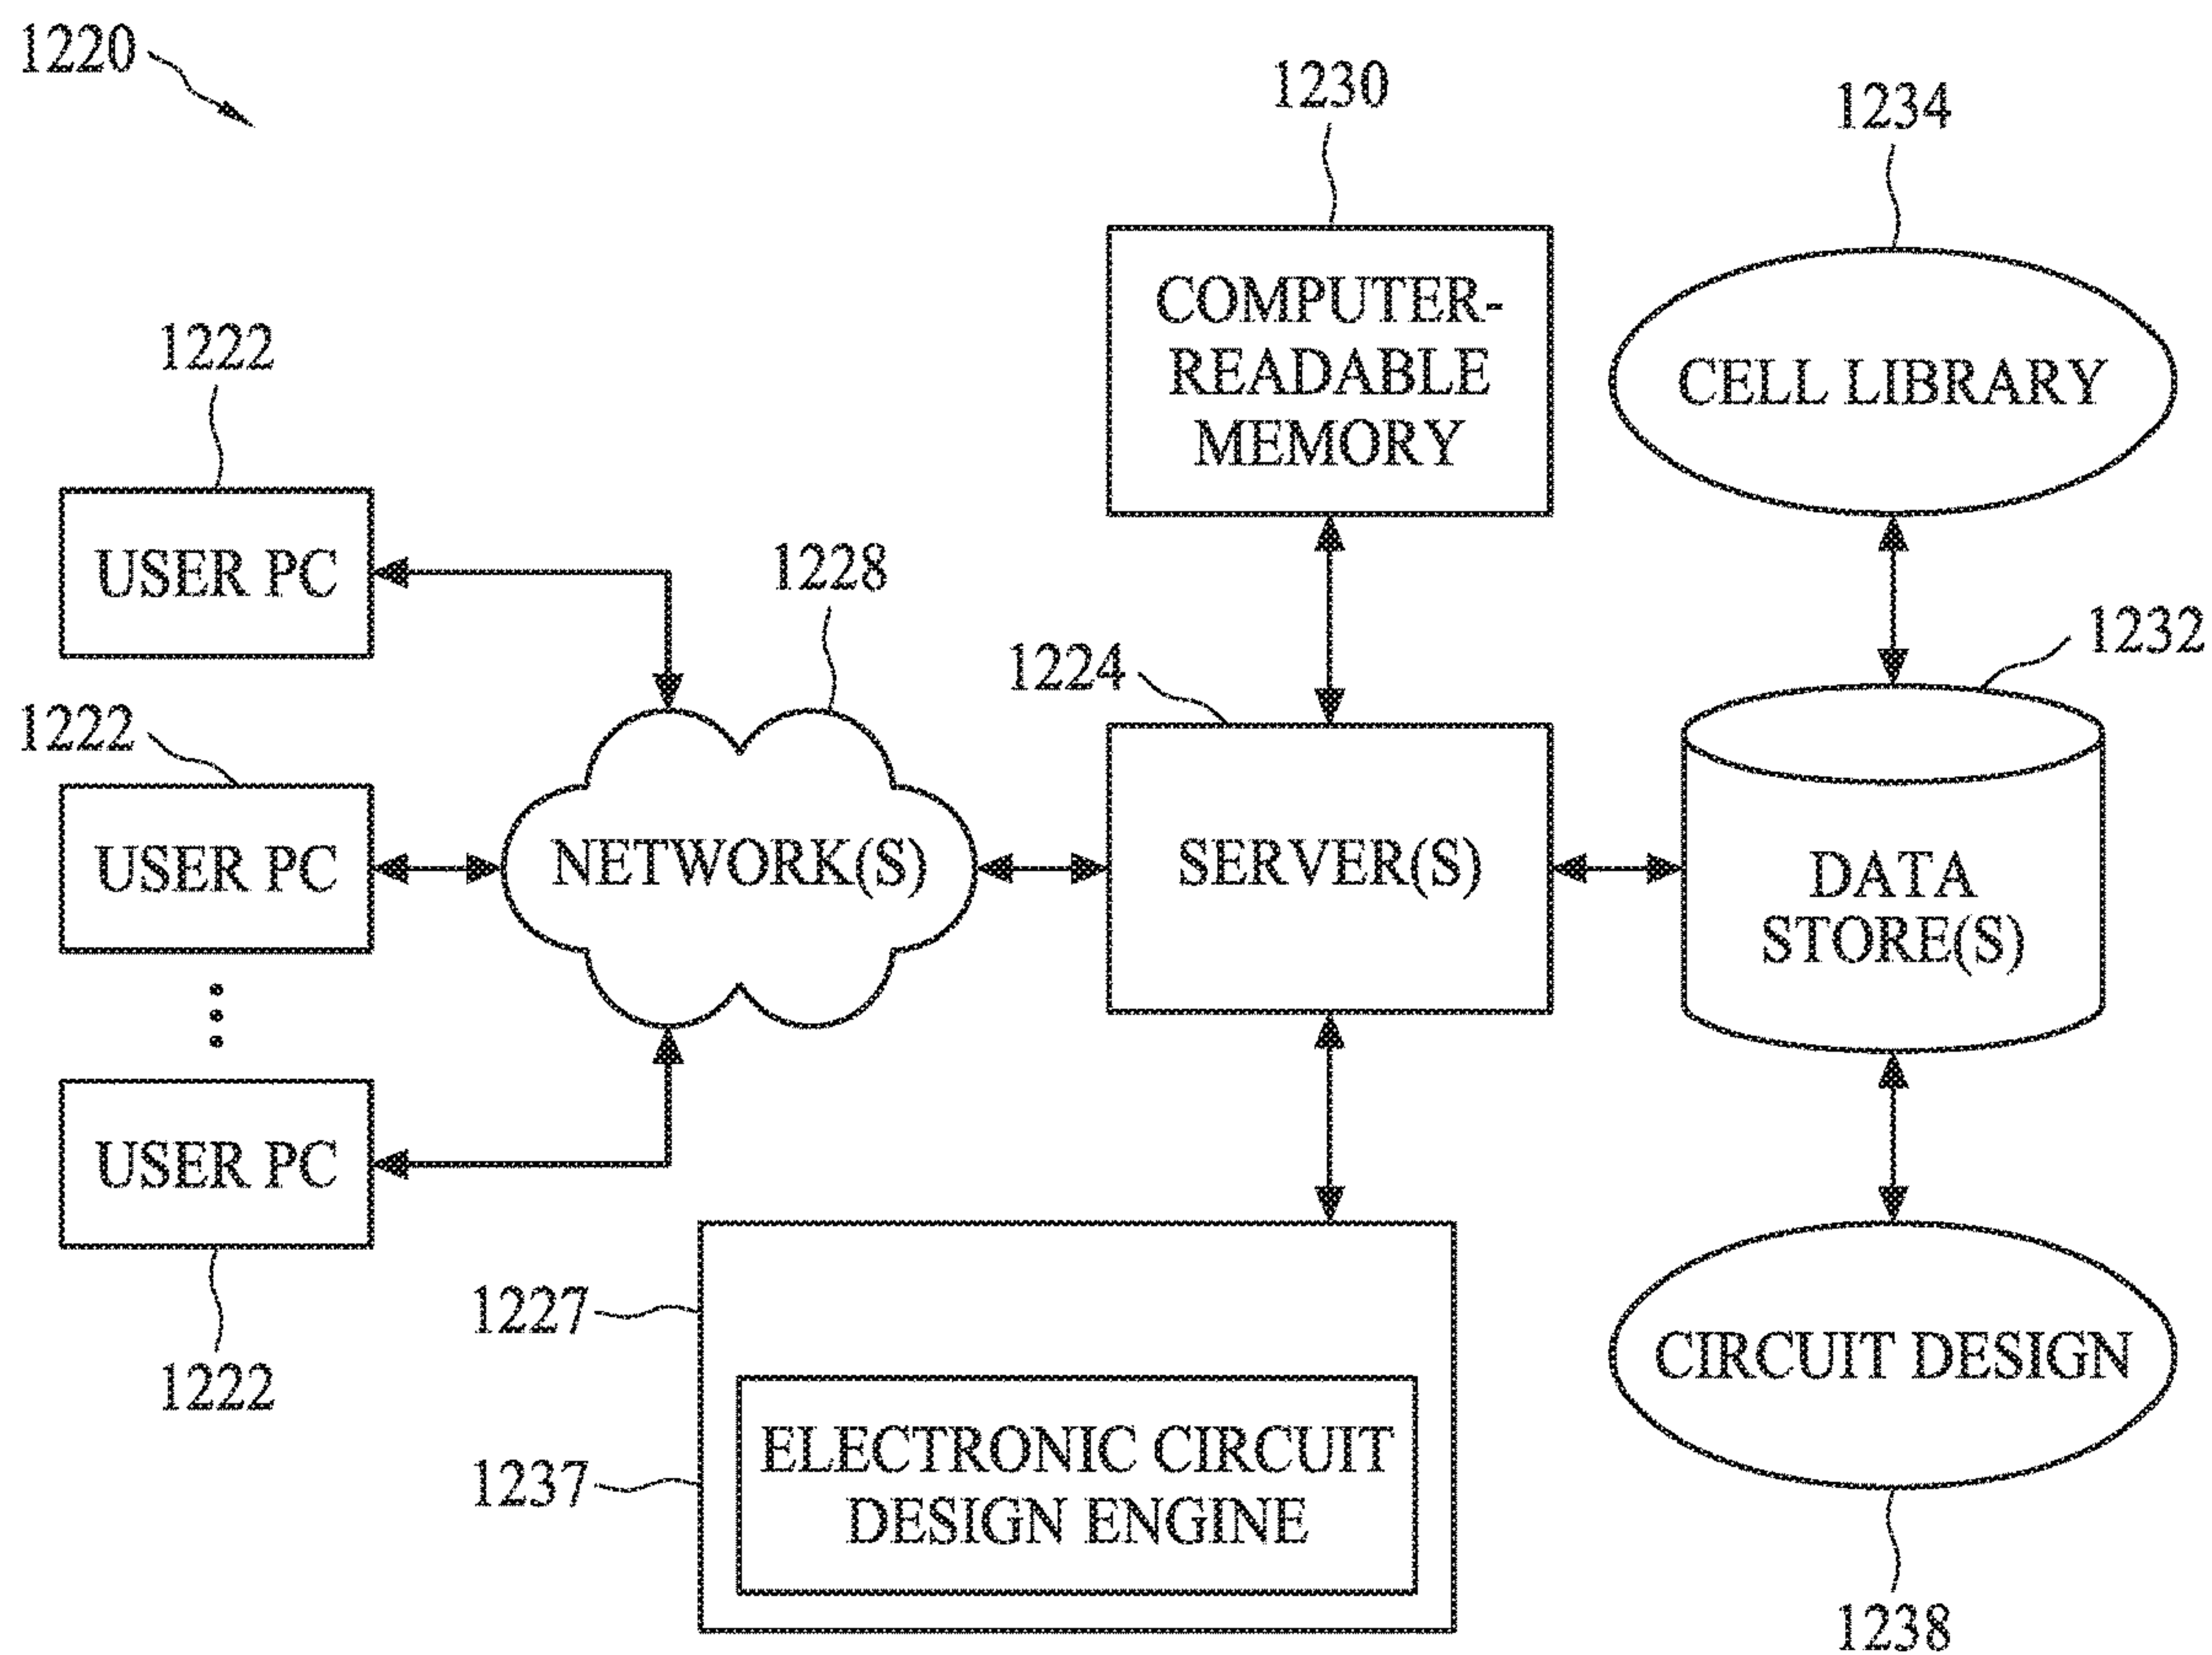 1220
1230
1234
COMPUTER-
READABLE
MEMORY
CELL LIBRARY
1222
USER PC
1228
1224
1232
1222
USER PC
NETWORK(S)
SERVER(S)
DATA
STORE(S)
USER PC
1222
1227
1237
ELECTRONIC CIRCUIT
DESIGN ENGINE
CIRCUIT DESIGN
1238